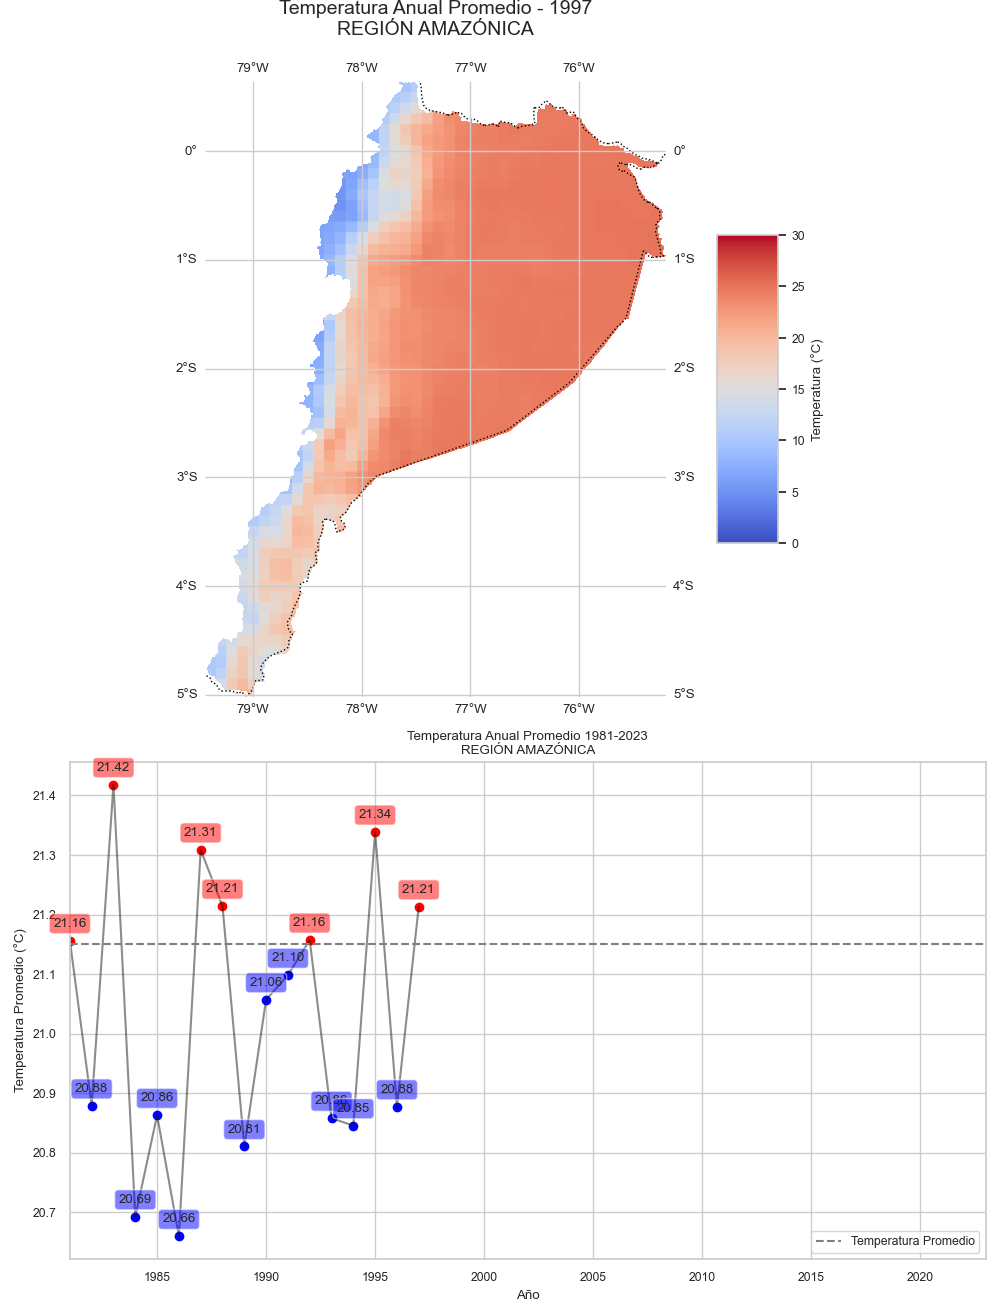 Temperatura Anual Promedio - 1997
REGIÓN AMAZÓNICA
79°W 78°W 77°W 76°W
0° 0°
1°S 1°S
2°S 2°S
3°S 3°S
4°S 4°S
5°S 5°S
79°W 78°W 77°W 76°W
30
25
20
15
10
5
0
Temperatura (°C)
Temperatura Anual Promedio 1981-2023
REGIÓN AMAZÓNICA
21.4
21.3
21.2
21.1
21.0
20.9
20.8
20.7
Temperatura Promedio (°C)
21.16
20.88
21.42
20.69
20.86
20.66
21.31
21.21
20.81
21.06
21.10
21.16
20.86
20.85
21.34
20.88
21.21
Temperatura Promedio
1985 1990 1995 2000 2005 2010 2015 2020
Año